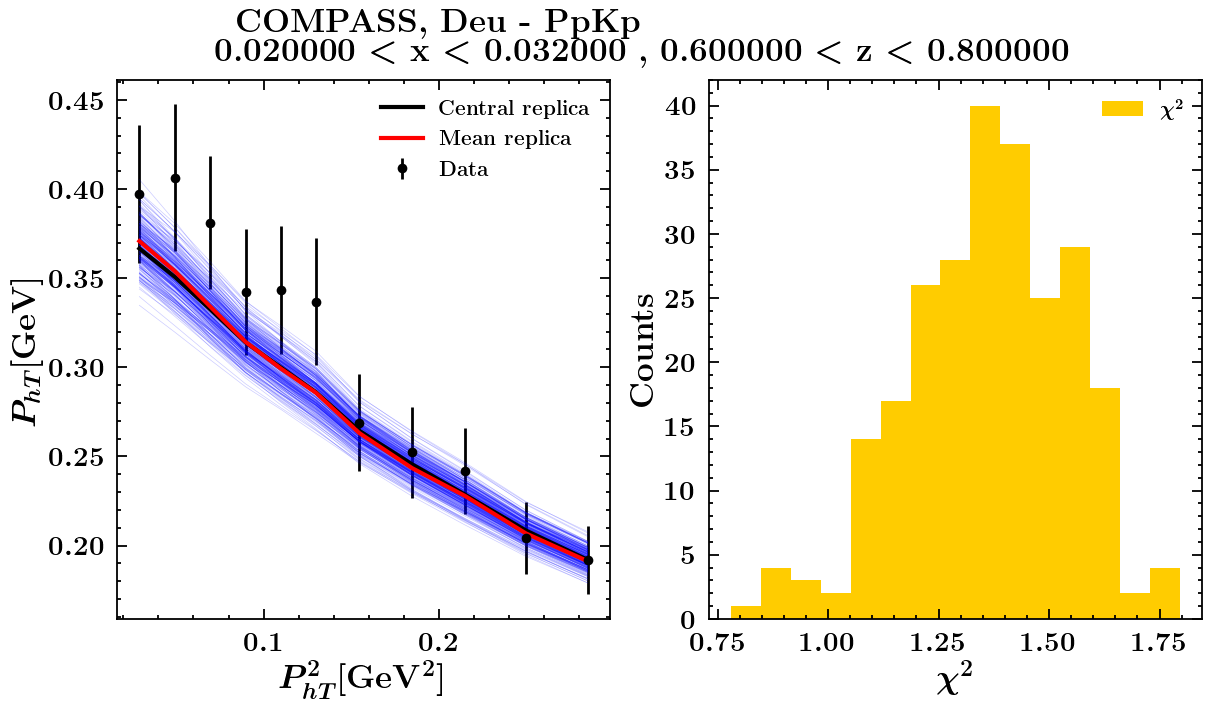 COMPASS, Deu - PpKp
0.020000 < x < 0.032000 , 0.600000 < z < 0.800000
Central replica
Mean replica
Data
0.45
0.40
0.35
0.30
0.25
0.20
P_{hT}[GeV]
0.1 0.2
P_{hT}^2[GeV^2]
χ²
40
35
30
25
20
15
10
5
0
Counts
0.75 1.00 1.25 1.50 1.75
χ²